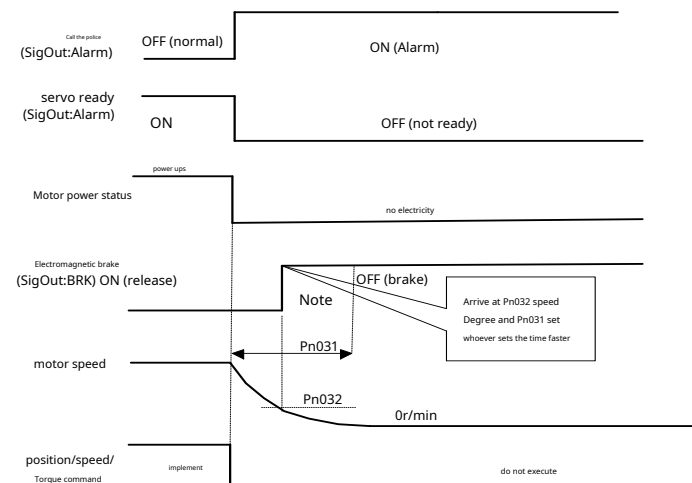 Call the police
(SigOut:Alarm)
OFF (normal)
ON (Alarm)
servo ready
(SigOut:Alarm)
ON
OFF (not ready)
power ups
Motor power status
no electricity
Electromagnetic brake
(SigOut:BRK) ON (release)
OFF (brake)
Note
Arrive at Pn032 speed
Degree and Pn031 set
whoever sets the time faster
Pn031
motor speed
Pn032
0r/min
position/speed/
Torque command
implement
do not execute